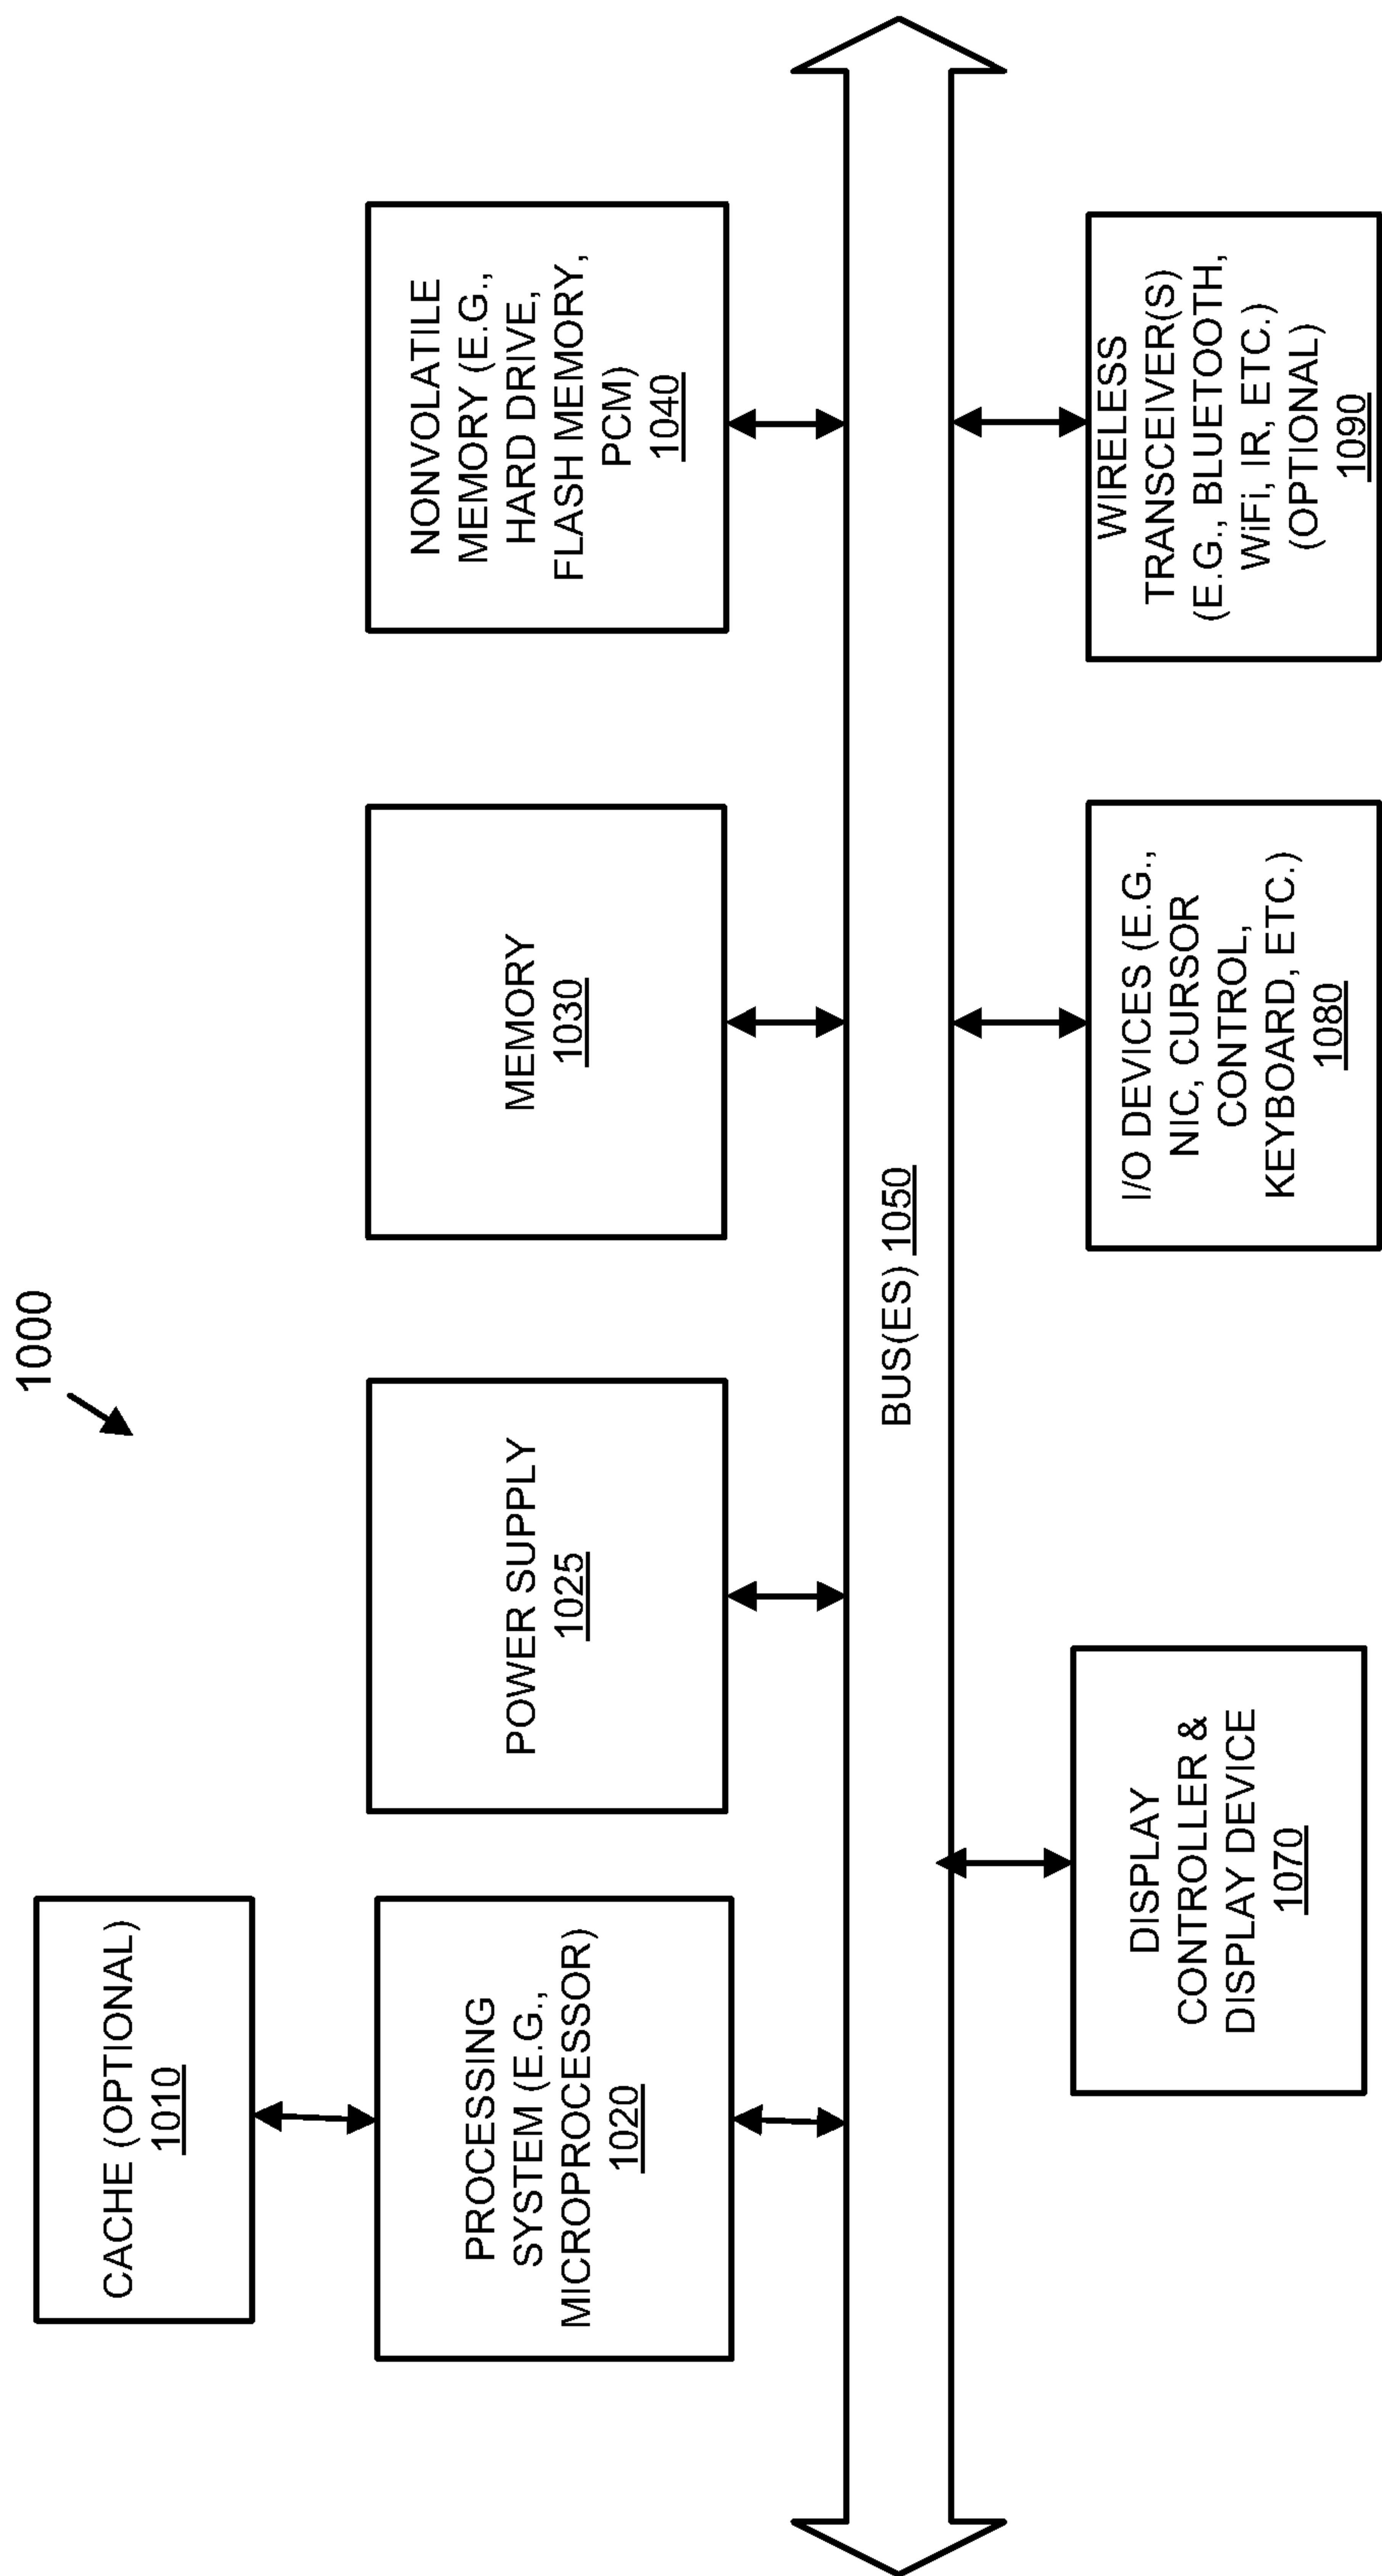 1000
CACHE (OPTIONAL)
1010
PROCESSING
SYSTEM (E.G.,
MICROPROCESSOR)
1020
POWER SUPPLY
1025
MEMORY
1030
NONVOLATILE
MEMORY (E.G.,
HARD DRIVE,
FLASH MEMORY,
PCM)
1040
BUS(ES) 1050
DISPLAY
CONTROLLER &
DISPLAY DEVICE
1070
I/O DEVICES (E.G.,
NIC, CURSOR
CONTROL,
KEYBOARD, ETC.)
1080
WIRELESS
TRANSCEIVER(S)
(E.G., BLUETOOTH,
WiFi, IR, ETC.)
(OPTIONAL)
1090